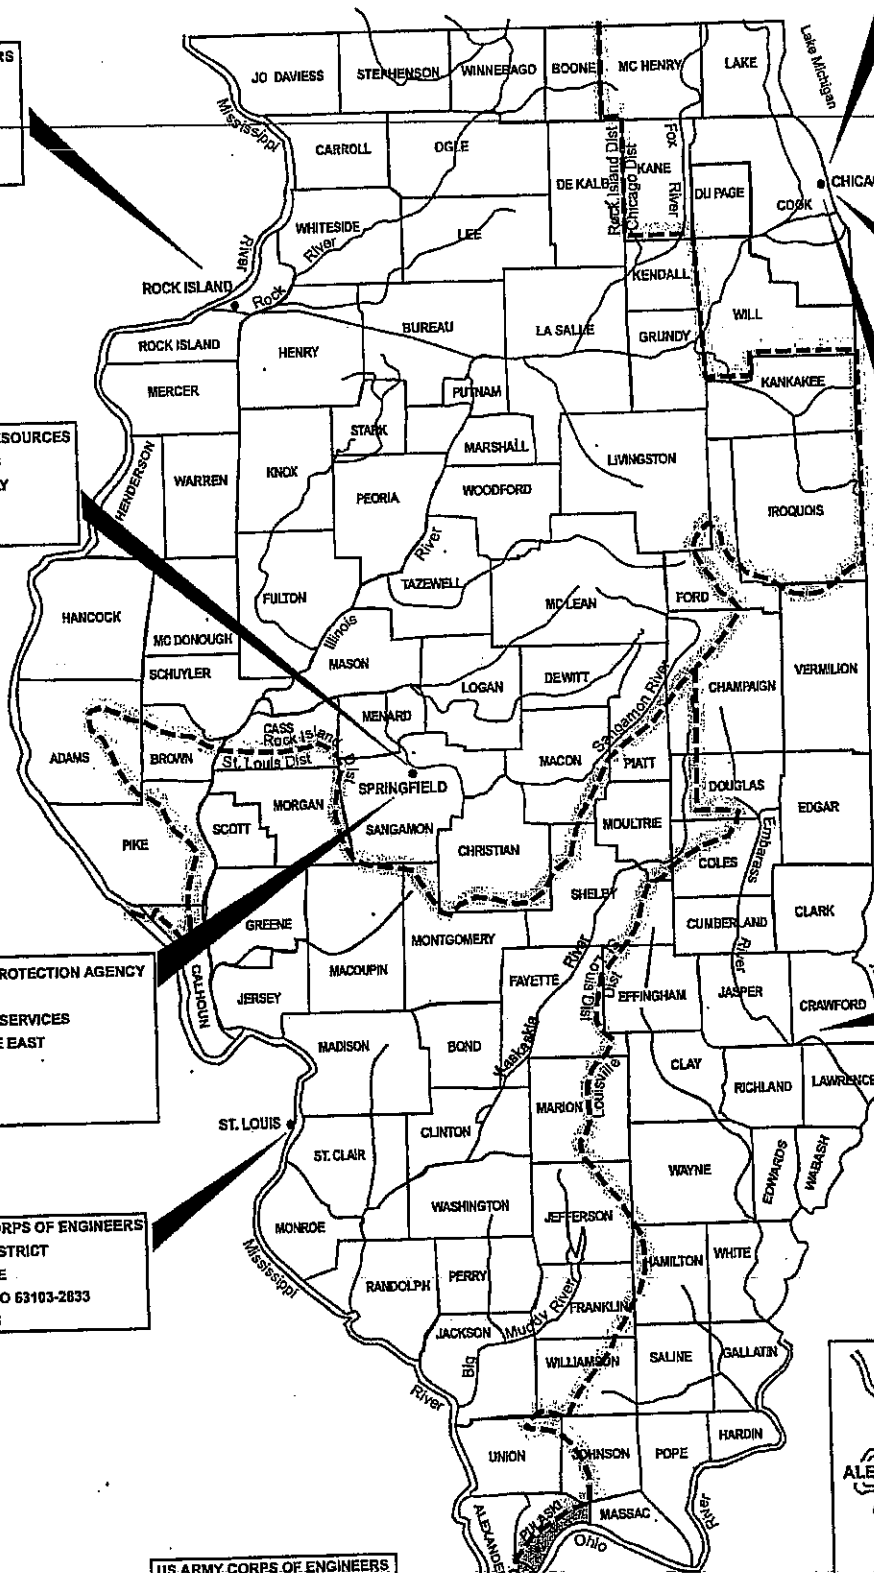 RS
JO DAVIESS
STEPHENSON
WINNEBAGO
BOONE
MC HENRY
LAKE
Lake Michigan
Mississippi
River
CARROLL
OGLE
DE KALB
Rock Island Dist
Chicago Dist
KANE
Fox
River
DU PAGE
COOK
CHICA
WHITESIDE
River
LEE
KENDALL
ROCK ISLAND
Rock
ROCK ISLAND
HENRY
BUREAU
LA SALLE
GRUNDY
WILL
MERCER
PUTNAM
KANKAKEE
ESOURCES
Y
HENDERSON
WARREN
KNOX
STARK
MARSHALL
LIVINGSTON
PEORIA
WOODFORD
IROQUOIS
River
HANCOCK
MC DONOUGH
FULTON
TAZEWELL
MC LEAN
FORD
Illinois
SCHUYLER
MASON
LOGAN
DEWITT
Sangamon River
CHAMPAIGN
VERMILION
ADAMS
BROWN
CASS
Rock Island
St. Louis Dist
Dist
MENARD
MACON
PIATT
SPRINGFIELD
DOUGLAS
EDGAR
PIKE
SCOTT
MORGAN
SANGAMON
CHRISTIAN
MOULTRIE
COLES
Embarass
River
SHELBY
GREENE
MONTGOMERY
CUMBERLAND
CLARK
ROTECTION AGENCY
SERVICES
E EAST
CALHOUN
JERSEY
MACOUPIN
FAYETTE
Kaskaskia
River
St. Louis Dist
Dist
EFFINGHAM
JASPER
CRAWFORD
MADISON
BOND
Louisville
CLAY
RICHLAND
LAWRENCE
ST. LOUIS
MARION
ST. CLAIR
CLINTON
WAYNE
EDWARDS
WABASH
ORPS OF ENGINEERS
STRICT
E
O 63103-2833
MONROE
WASHINGTON
JEFFERSON
Mississippi
River
HAMILTON
WHITE
RANDOLPH
PERRY
FRANKLIN
JACKSON
Big
Muddy River
WILLIAMSON
SALINE
GALLATIN
UNION
JOHNSON
POPE
HARDIN
ALE
ALEXANDE
PULASKI
MASSAC
Ohio
River
US ARMY CORPS OF ENGINEERS